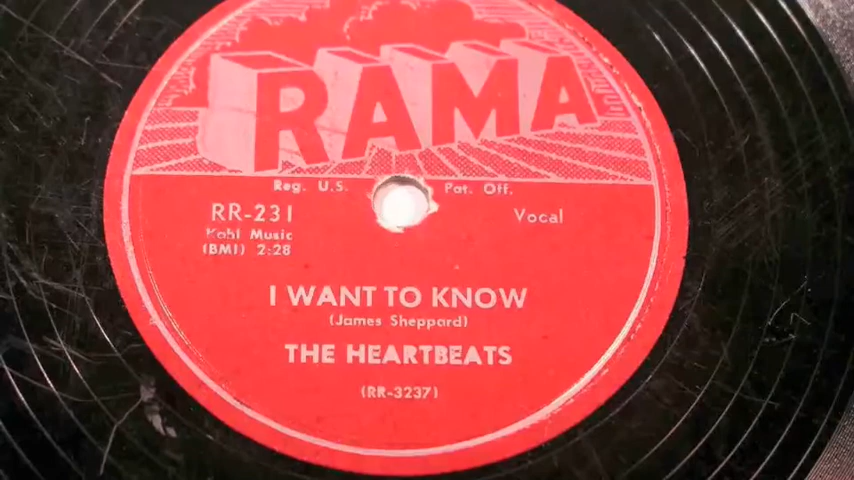 RAMA
Reg. U.S. Pat. Off.
RR-231
Vocal
Kahl Music
(BMI) 2:28
I WANT TO KNOW
(James Sheppard)
THE HEARTBEATS
(RR-3237)